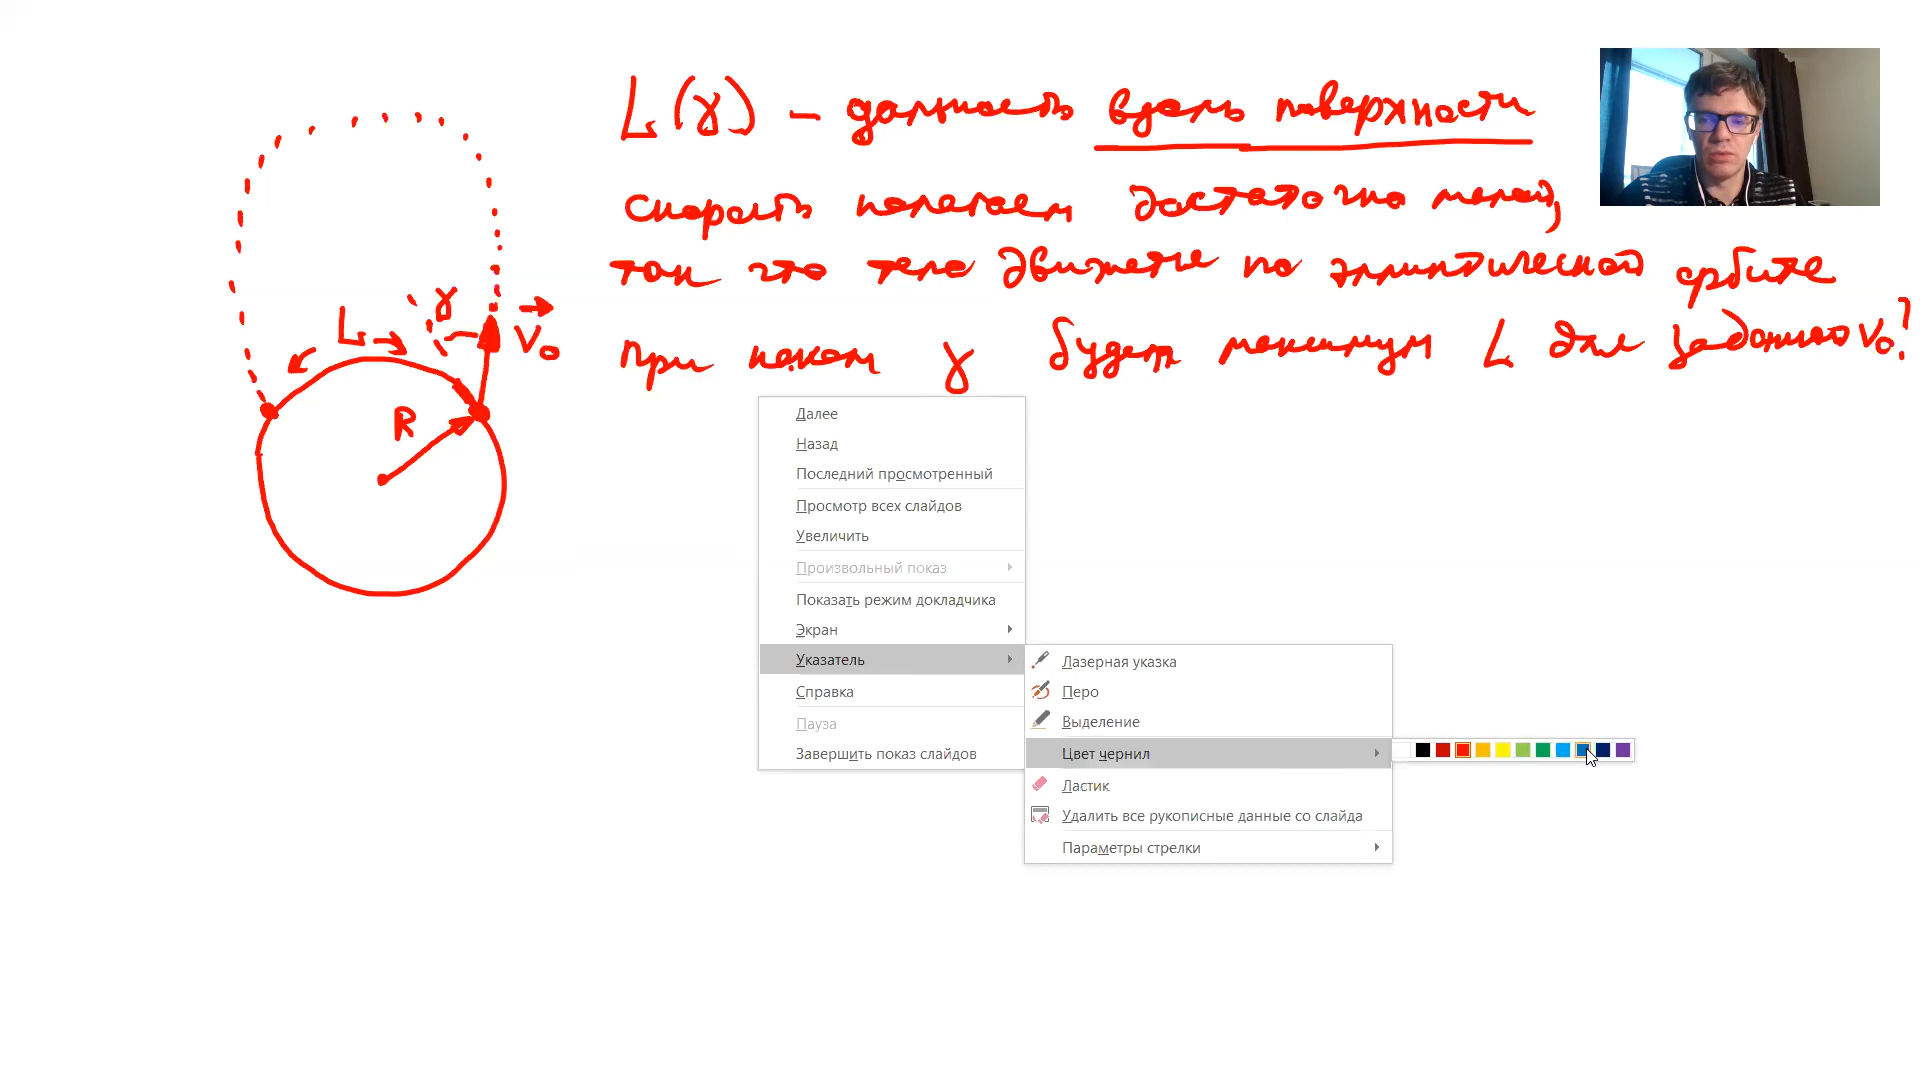 L(γ) – дальность вдоль поверхности
скорость полагаем достаточно малой,
так что тело движется по эллиптической орбите
При каком γ будет максимум L для заданного V₀?
L
γ
V₀
R
Далее
Назад
Последний просмотренный
Просмотр всех слайдов
Увеличить
Произвольный показ
Показать режим докладчика
Экран
Указатель
Справка
Пауза
Завершить показ слайдов
Лазерная указка
Перо
Выделение
Цвет чернил
Ластик
Удалить все рукописные данные со слайда
Параметры стрелки